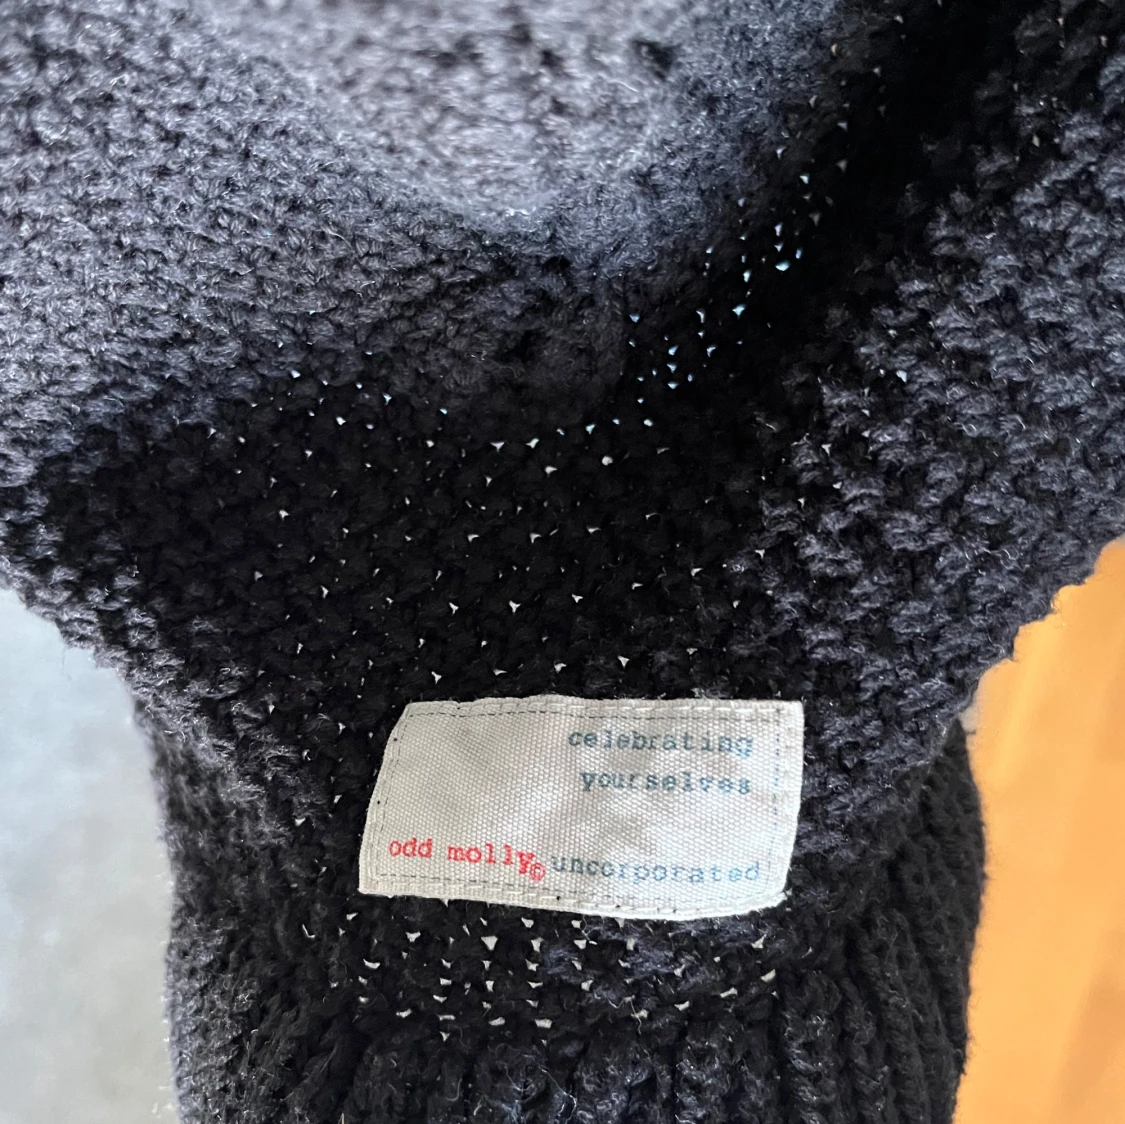 celebrating
yourselves
odd molly© uncorporated